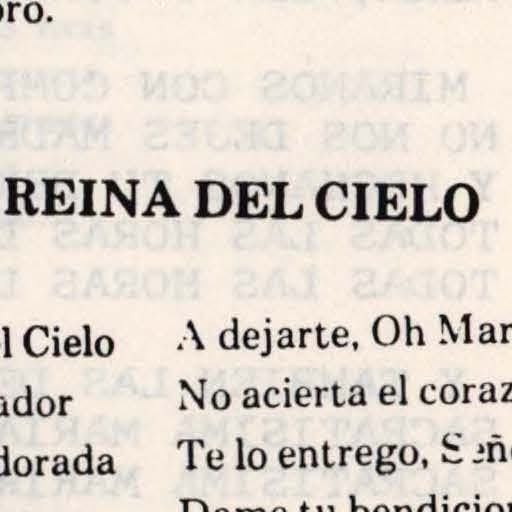 oro.
REINA DEL CIELO
el Cielo
ador
dorada
A dejarte, Oh Mar
No acierta el coraz
Te lo entrego, Señ
Dame tu bendicion